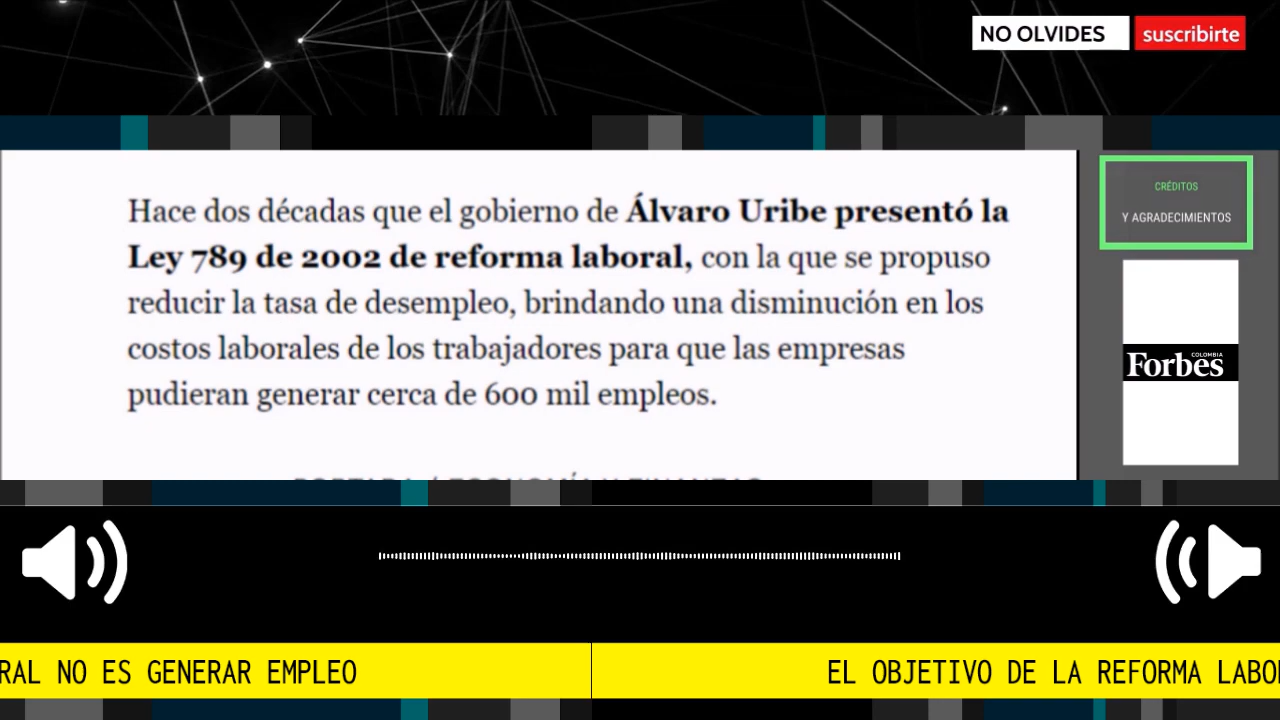 NO OLVIDES suscribirte
CRÉDITOS
Y AGRADECIMIENTOS
Hace dos décadas que el gobierno de Álvaro Uribe presentó la
Ley 789 de 2002 de reforma laboral, con la que se propuso
reducir la tasa de desempleo, brindando una disminución en los
costos laborales de los trabajadores para que las empresas
pudieran generar cerca de 600 mil empleos.
COLOMBIA
Forbes
RAL NO ES GENERAR EMPLEO
EL OBJETIVO DE LA REFORMA LABO